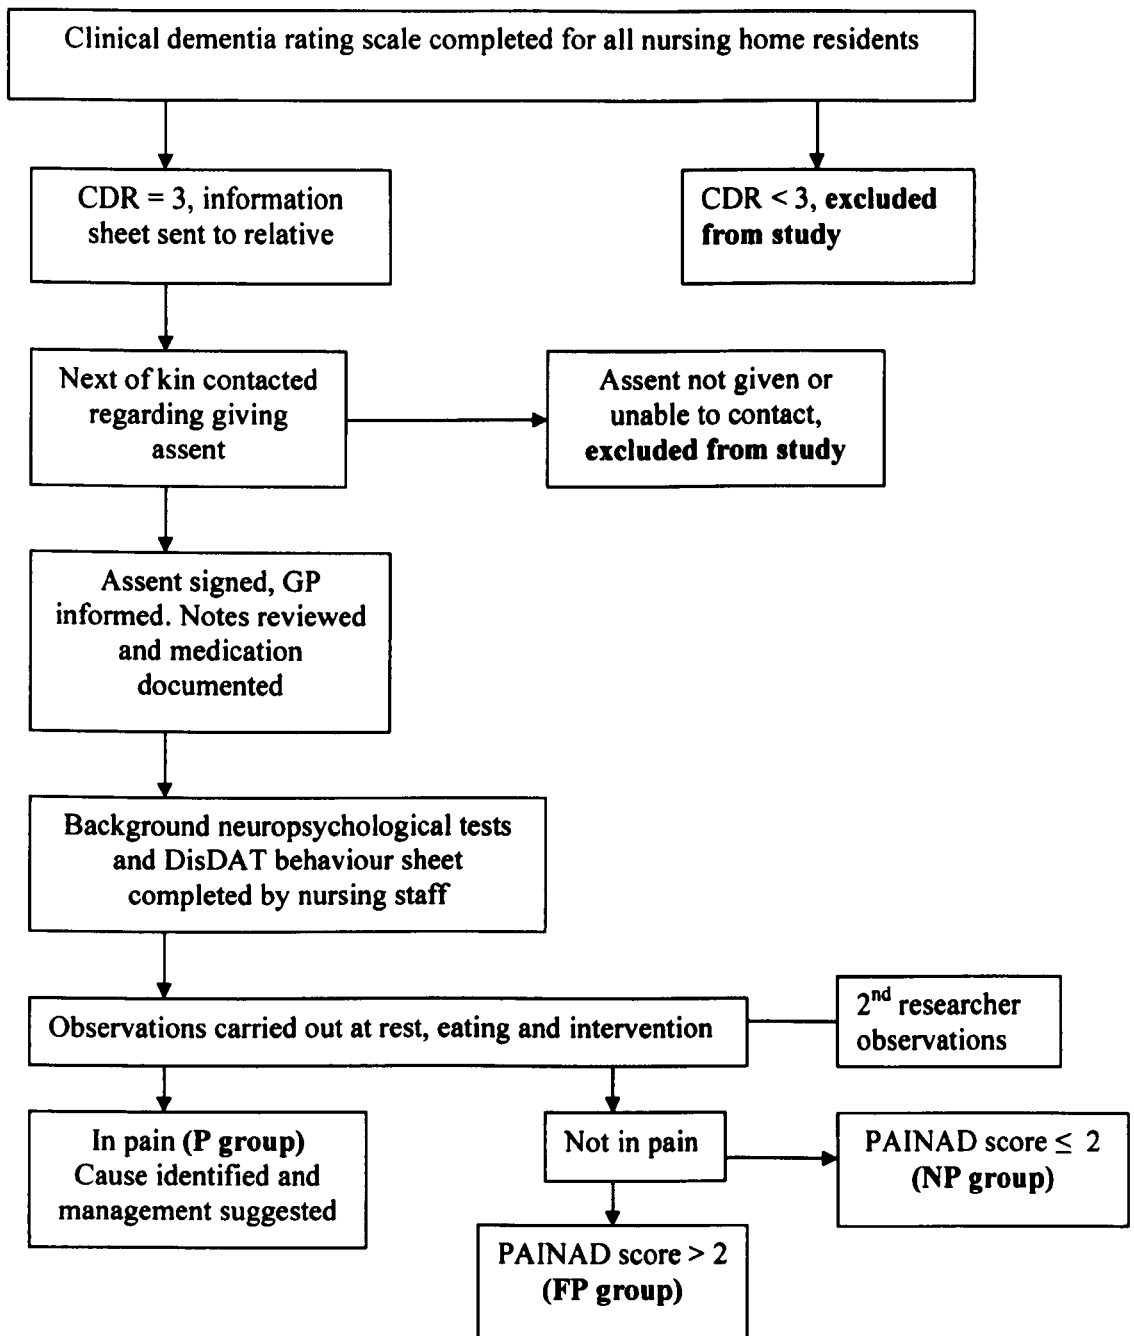 Clinical dementia rating scale completed for all nursing home residents
CDR = 3, information
sheet sent to relative
CDR < 3, excluded
from study
Next of kin contacted
regarding giving
assent
Assent not given or
unable to contact,
excluded from study
Assent signed, GP
informed. Notes reviewed
and medication
documented
Background neuropsychological tests
and DisDAT behaviour sheet
completed by nursing staff
Observations carried out at rest, eating and intervention
2nd researcher
observations
In pain (P group)
Cause identified and
management suggested
Not in pain
PAINAD score ≤ 2
(NP group)
PAINAD score > 2
(FP group)